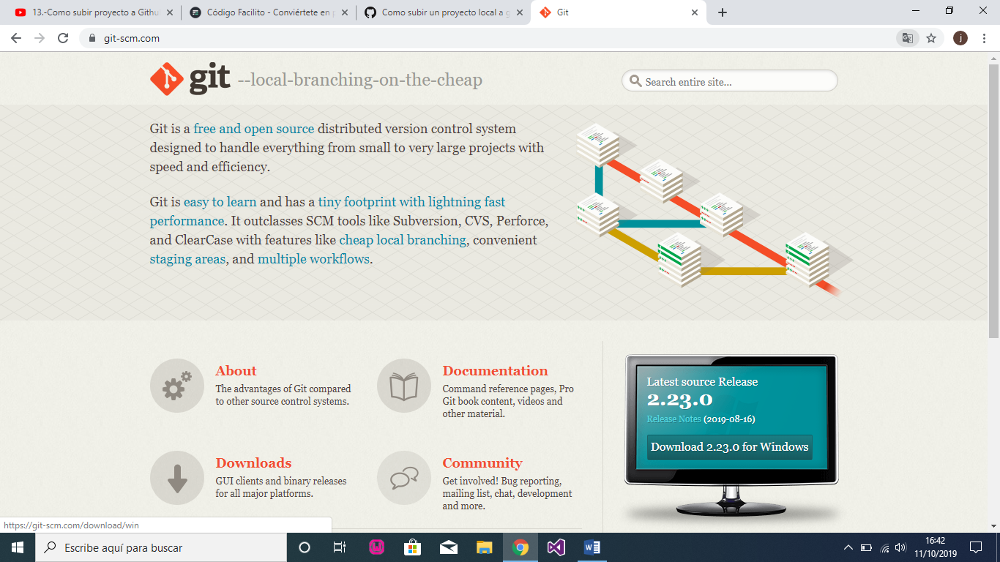 13.-Como subir proyecto a Githu
Código Facilito - Conviértete en p
Como subir un proyecto local a g
Git
git-scm.com
j
git --local-branching-on-the-cheap
Search entire site...
Git is a free and open source distributed version control system
designed to handle everything from small to very large projects with
speed and efficiency.
Git is easy to learn and has a tiny footprint with lightning fast
performance. It outclasses SCM tools like Subversion, CVS, Perforce,
and ClearCase with features like cheap local branching, convenient
staging areas, and multiple workflows.
About
The advantages of Git compared
to other source control systems.
Documentation
Command reference pages, Pro
Git book content, videos and
other material.
Downloads
GUI clients and binary releases
for all major platforms.
Community
Get involved! Bug reporting,
mailing list, chat, development
and more.
Latest source Release
2.23.0
Release Notes (2019-08-16)
Download 2.23.0 for Windows
https://git-scm.com/download/win
Escribe aquí para buscar
16:42
11/10/2019